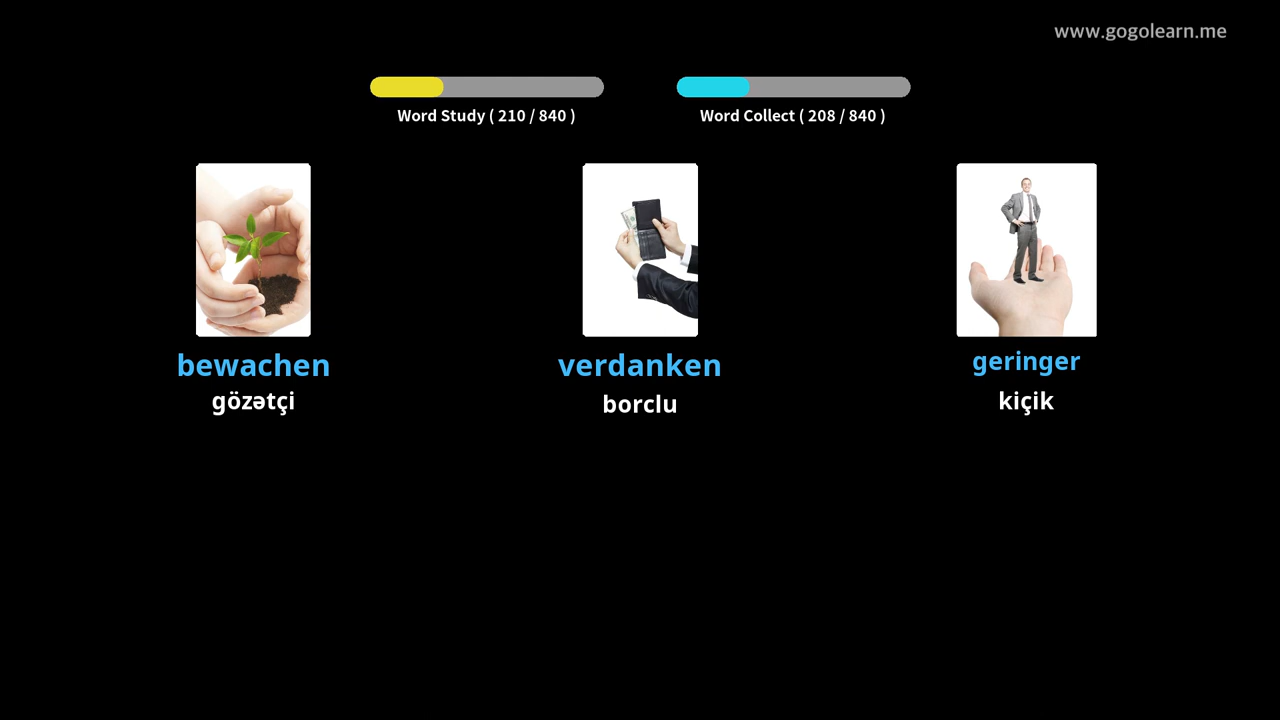 www.gogolearn.me
Word Study ( 210 / 840 )
Word Collect ( 208 / 840 )
bewachen
gözətçi
verdanken
borclu
geringer
kiçik